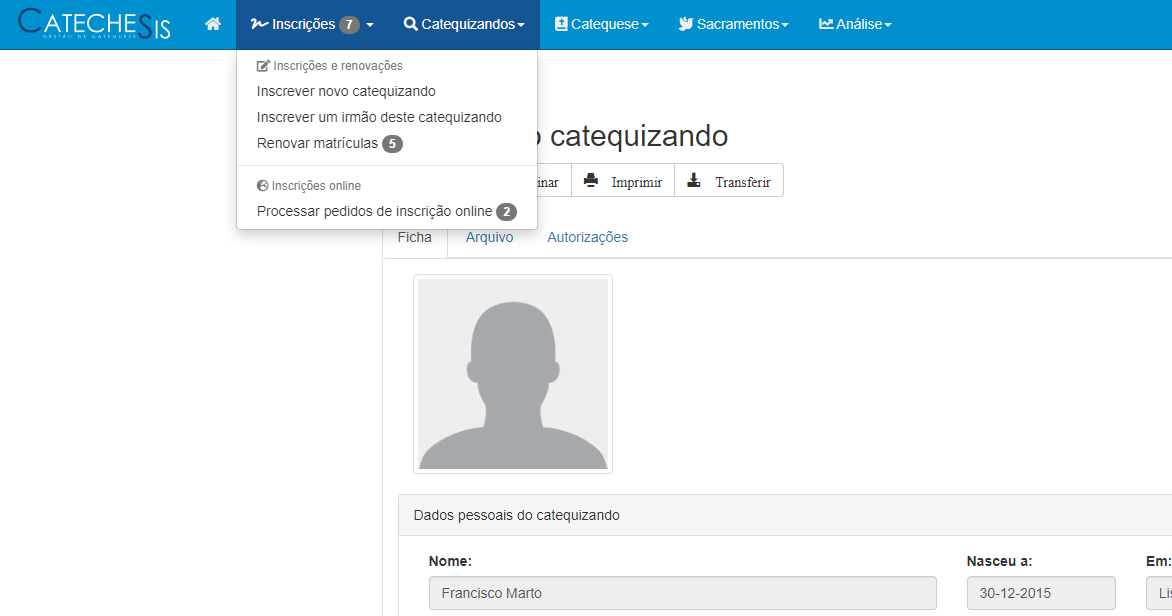 CATECHESIS
GESTÃO DE CATEQUESE
Inscrições 7 Catequizandos Catequese Sacramentos Análise
Inscrições e renovações
Inscrever novo catequizando
Inscrever um irmão deste catequizando
Renovar matrículas 5
Inscrições online
Processar pedidos de inscrição online 2
catequizando
inar Imprimir Transferir
Ficha Arquivo Autorizações
Dados pessoais do catequizando
Nome: Nasceu a: Em:
Francisco Marto 30-12-2015 Lis